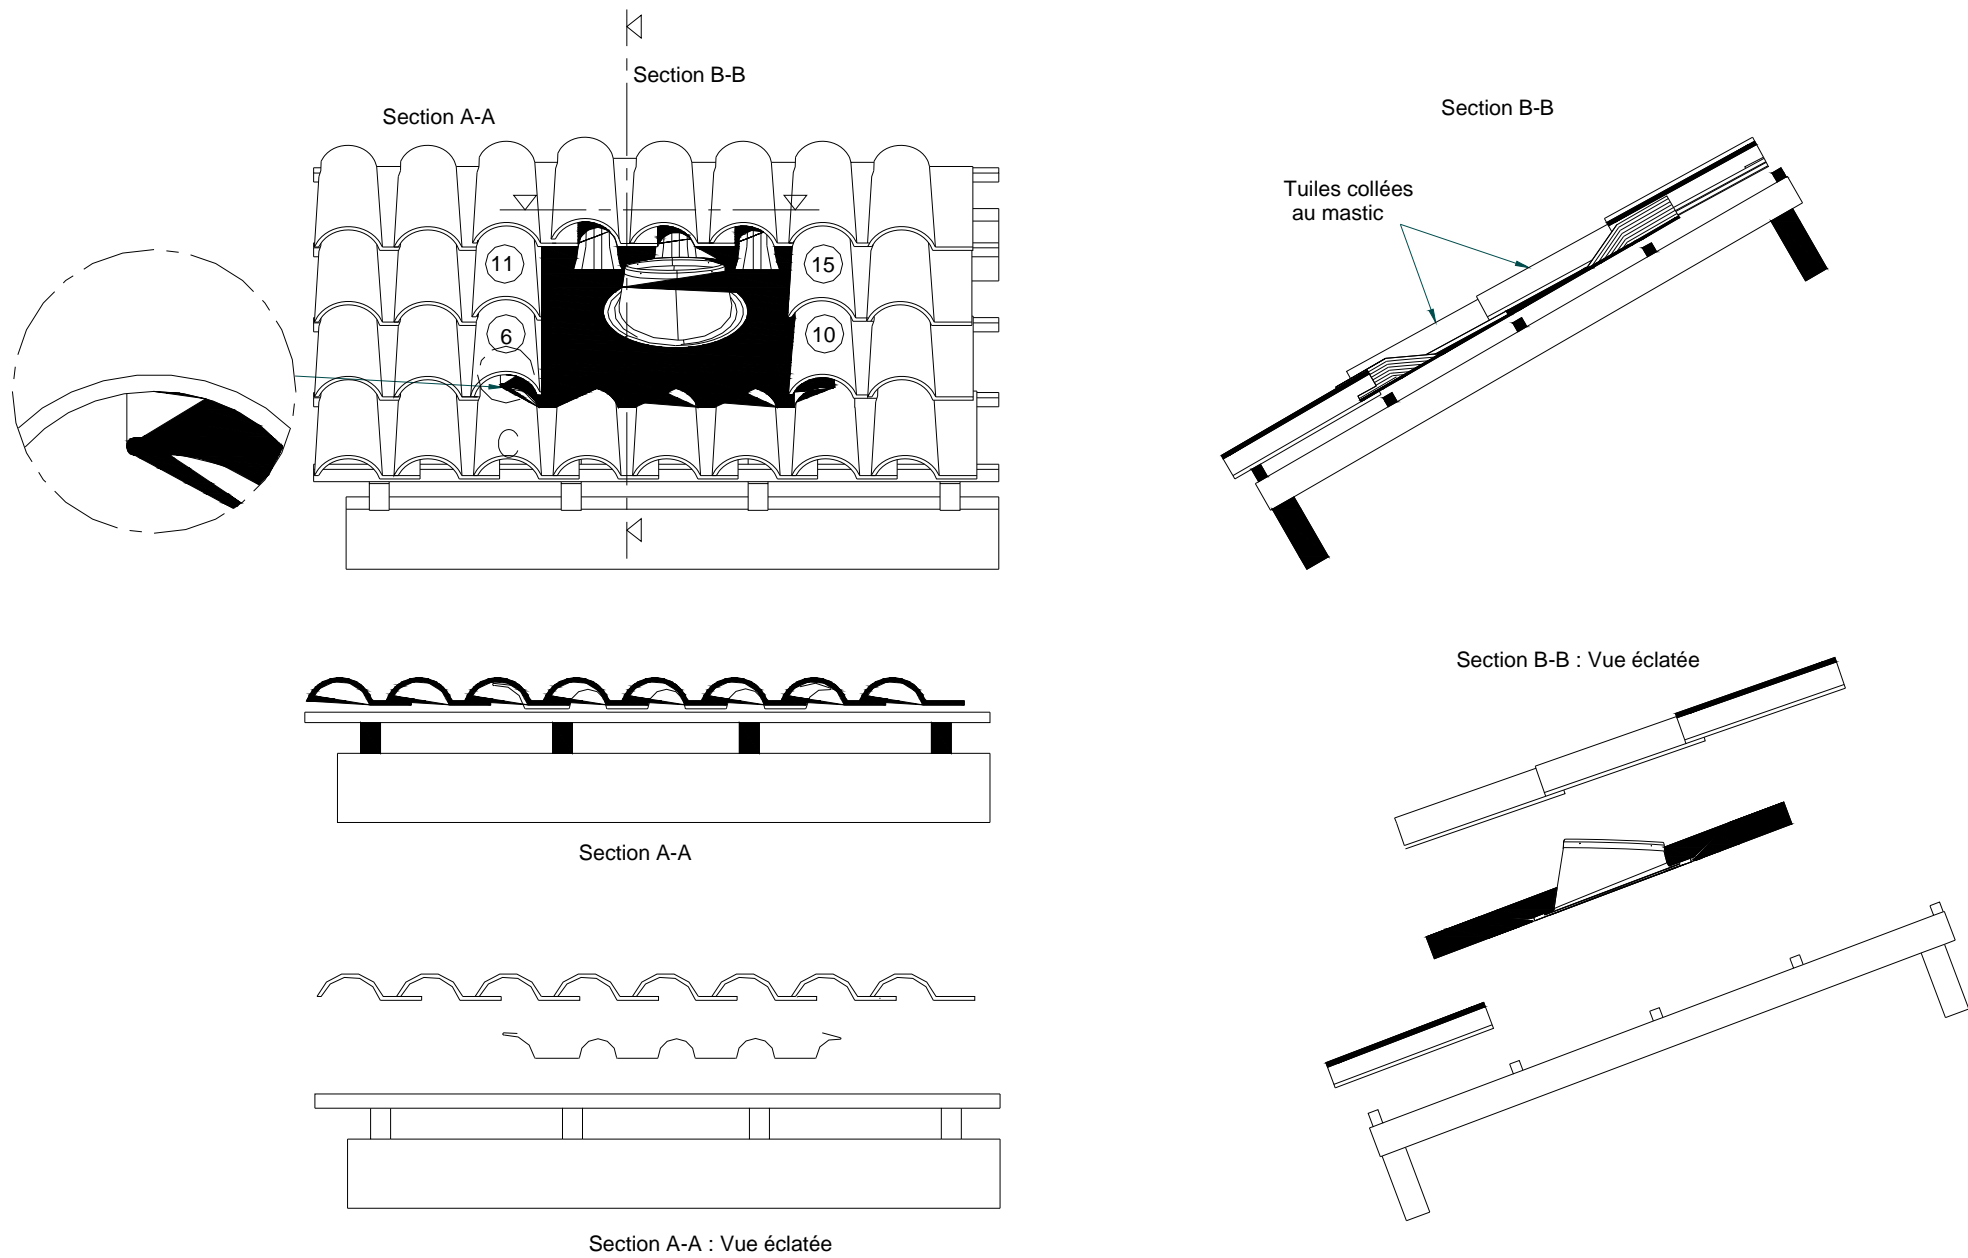 Section B-B
Section A-A
11
15
6
10
C
Section B-B
Tuiles collées
au mastic
Section A-A
Section B-B : Vue éclatée
Section A-A : Vue éclatée